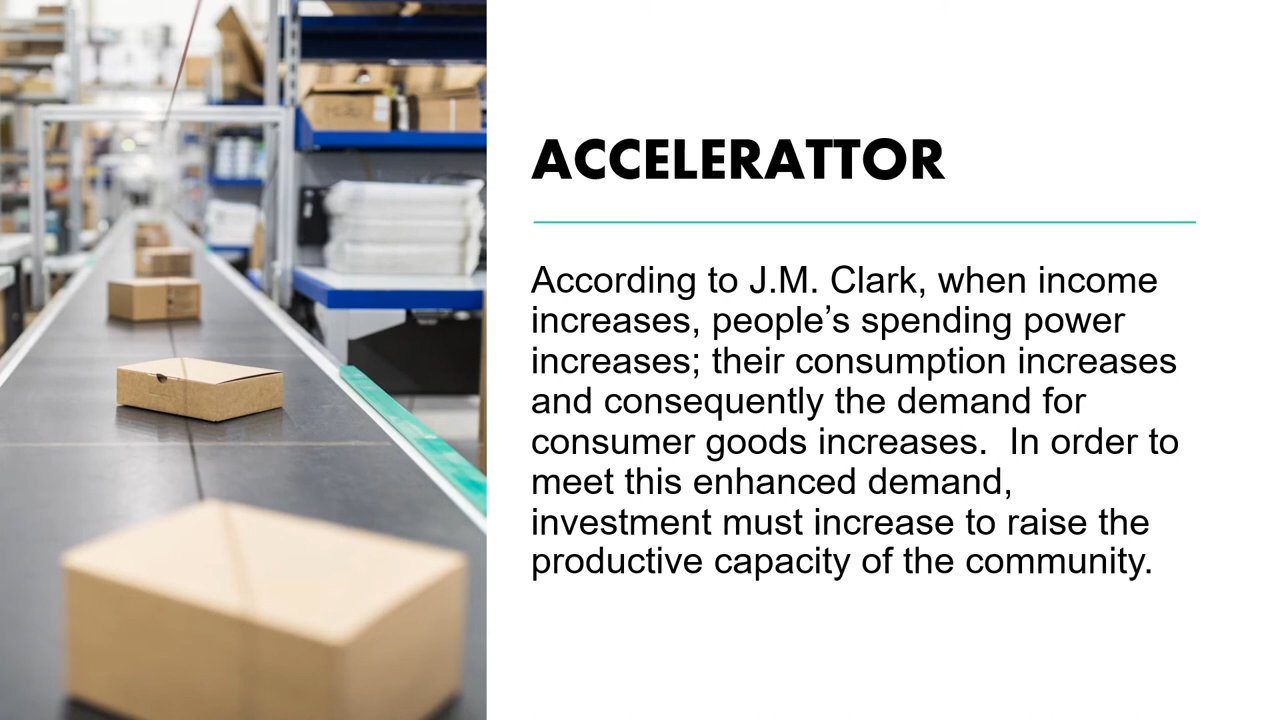 ACCELERATTOR
According to J.M. Clark, when income
increases, people’s spending power
increases; their consumption increases
and consequently the demand for
consumer goods increases.  In order to
meet this enhanced demand,
investment must increase to raise the
productive capacity of the community.